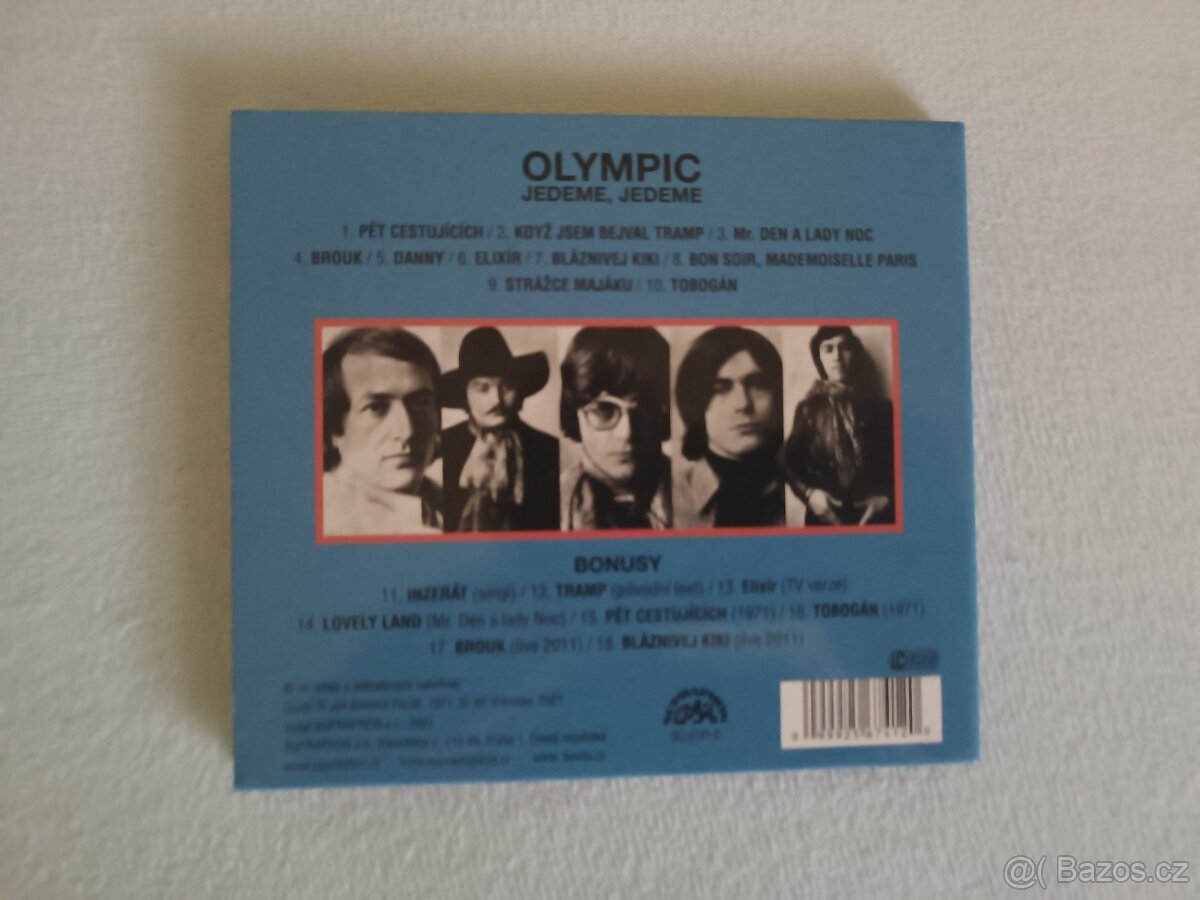 OLYMPIC
JEDEME, JEDEME
1. PĚT CESTUJÍCÍCH / 2. KDYŽ JSEM BEJVAL TRAMP / 3. Mr. DEN A LADY NOC
4. BROUK / 5. DANNY / 6. ELIXÍR / 7. BLÁZNIVEJ KIKI / 8. BON SOIR, MADEMOISELLE PARIS
9. STRÁŽCE MAJÁKU / 10. TOBOGÁN
BONUSY
11. INZERÁT (singl) / 12. TRAMP (původní text) / 13. Elixír (TV verze)
14. LOVELY LAND (Mr. Den a lady Noc) / 15. PĚT CESTUJÍCÍCH (1971) / 16. TOBOGÁN (1971)
17. BROUK (live 2011) / 18. BLÁZNIVEJ KIKI (live 2011)
@( Bazos.cz